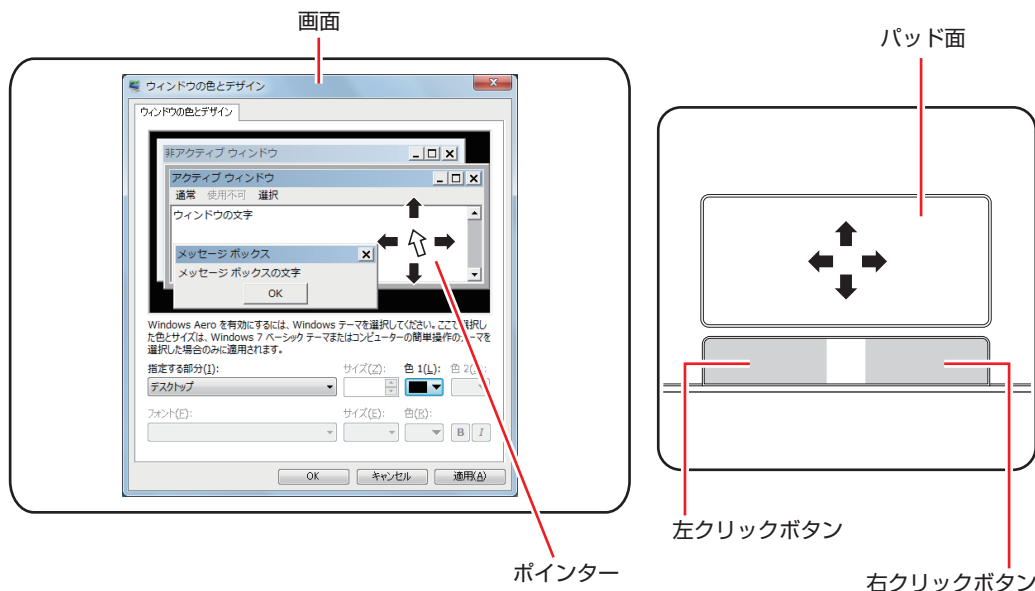 画面
パッド面
ウィンドウの色とデザイン
ウィンドウの色とデザイン
非アクティブ ウィンドウ
アクティブ ウィンドウ
通常 使用不可 選択
ウィンドウの文字
メッセージ ボックス
メッセージ ボックスの文字
OK
Windows Aero を有効にするには、Windows テーマを選択してください。ここで選択し
た色とサイズは、Windows 7 ベーシック テーマまたはコンピューターの簡単操作のテーマを
選択した場合のみに適用されます。
指定する部分(I): サイズ(Z): 色 1(L): 色 2(
デスクトップ
フォント(F): サイズ(E): 色(R):
B I
OK キャンセル 適用(A)
左クリックボタン
ポインター
右クリックボタン